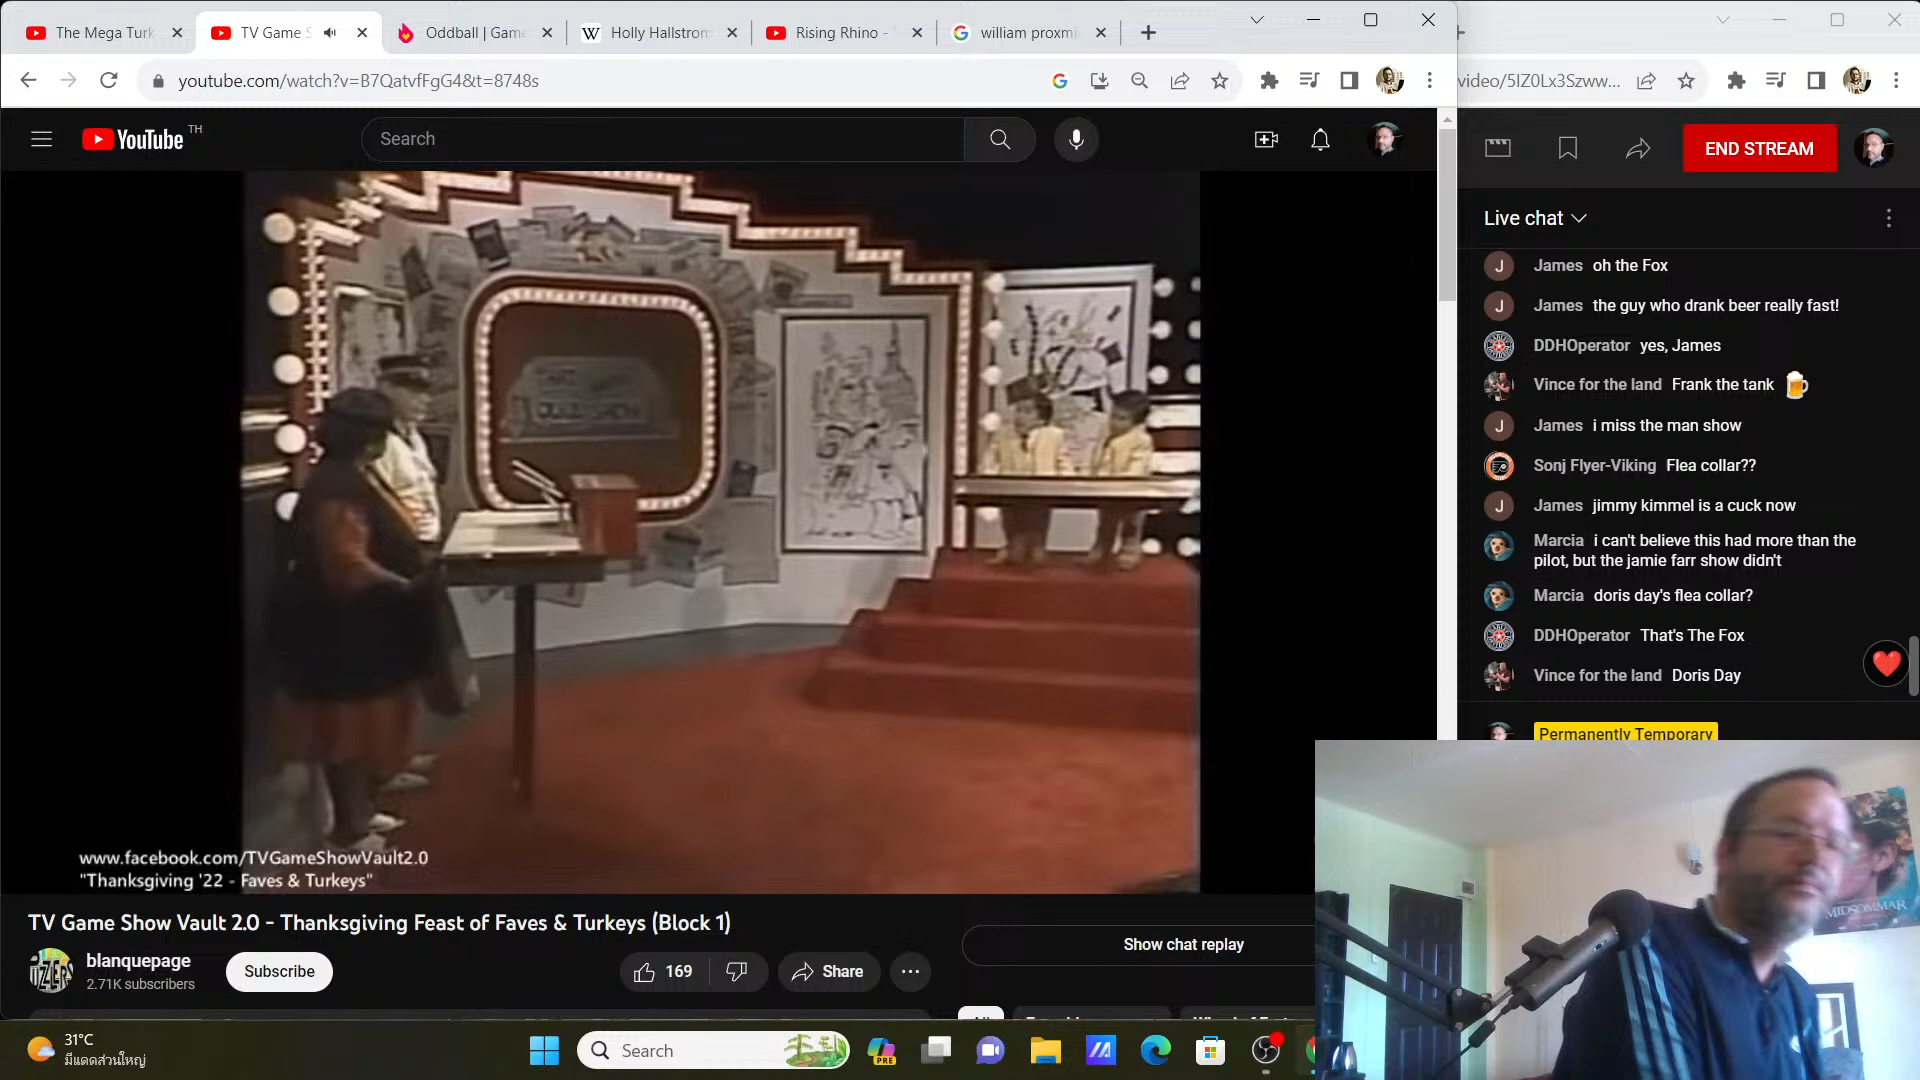 The Mega Turk
TV Game S
Oddball | Game
Holly Hallstrom
Rising Rhino -
william proxmi
youtube.com/watch?v=B7QatvfFgG4&t=8748s
video/5IZ0Lx3Szww...
YouTube TH
Search
END STREAM
Live chat
James oh the Fox
James the guy who drank beer really fast!
DDHOperator yes, James
Vince for the land Frank the tank
James i miss the man show
Sonj Flyer-Viking Flea collar??
James jimmy kimmel is a cuck now
Marcia i can't believe this had more than the
pilot, but the jamie farr show didn't
Marcia doris day's flea collar?
DDHOperator That's The Fox
Vince for the land Doris Day
Permanently Temporary
www.facebook.com/TVGameShowVault2.0
"Thanksgiving '22 - Faves & Turkeys"
TV Game Show Vault 2.0 - Thanksgiving Feast of Faves & Turkeys (Block 1)
blanquepage
2.71K subscribers
Subscribe
169
Share
Show chat replay
MIDSOMMAR
31°C
มีแดดส่วนใหญ่
Search
PRE